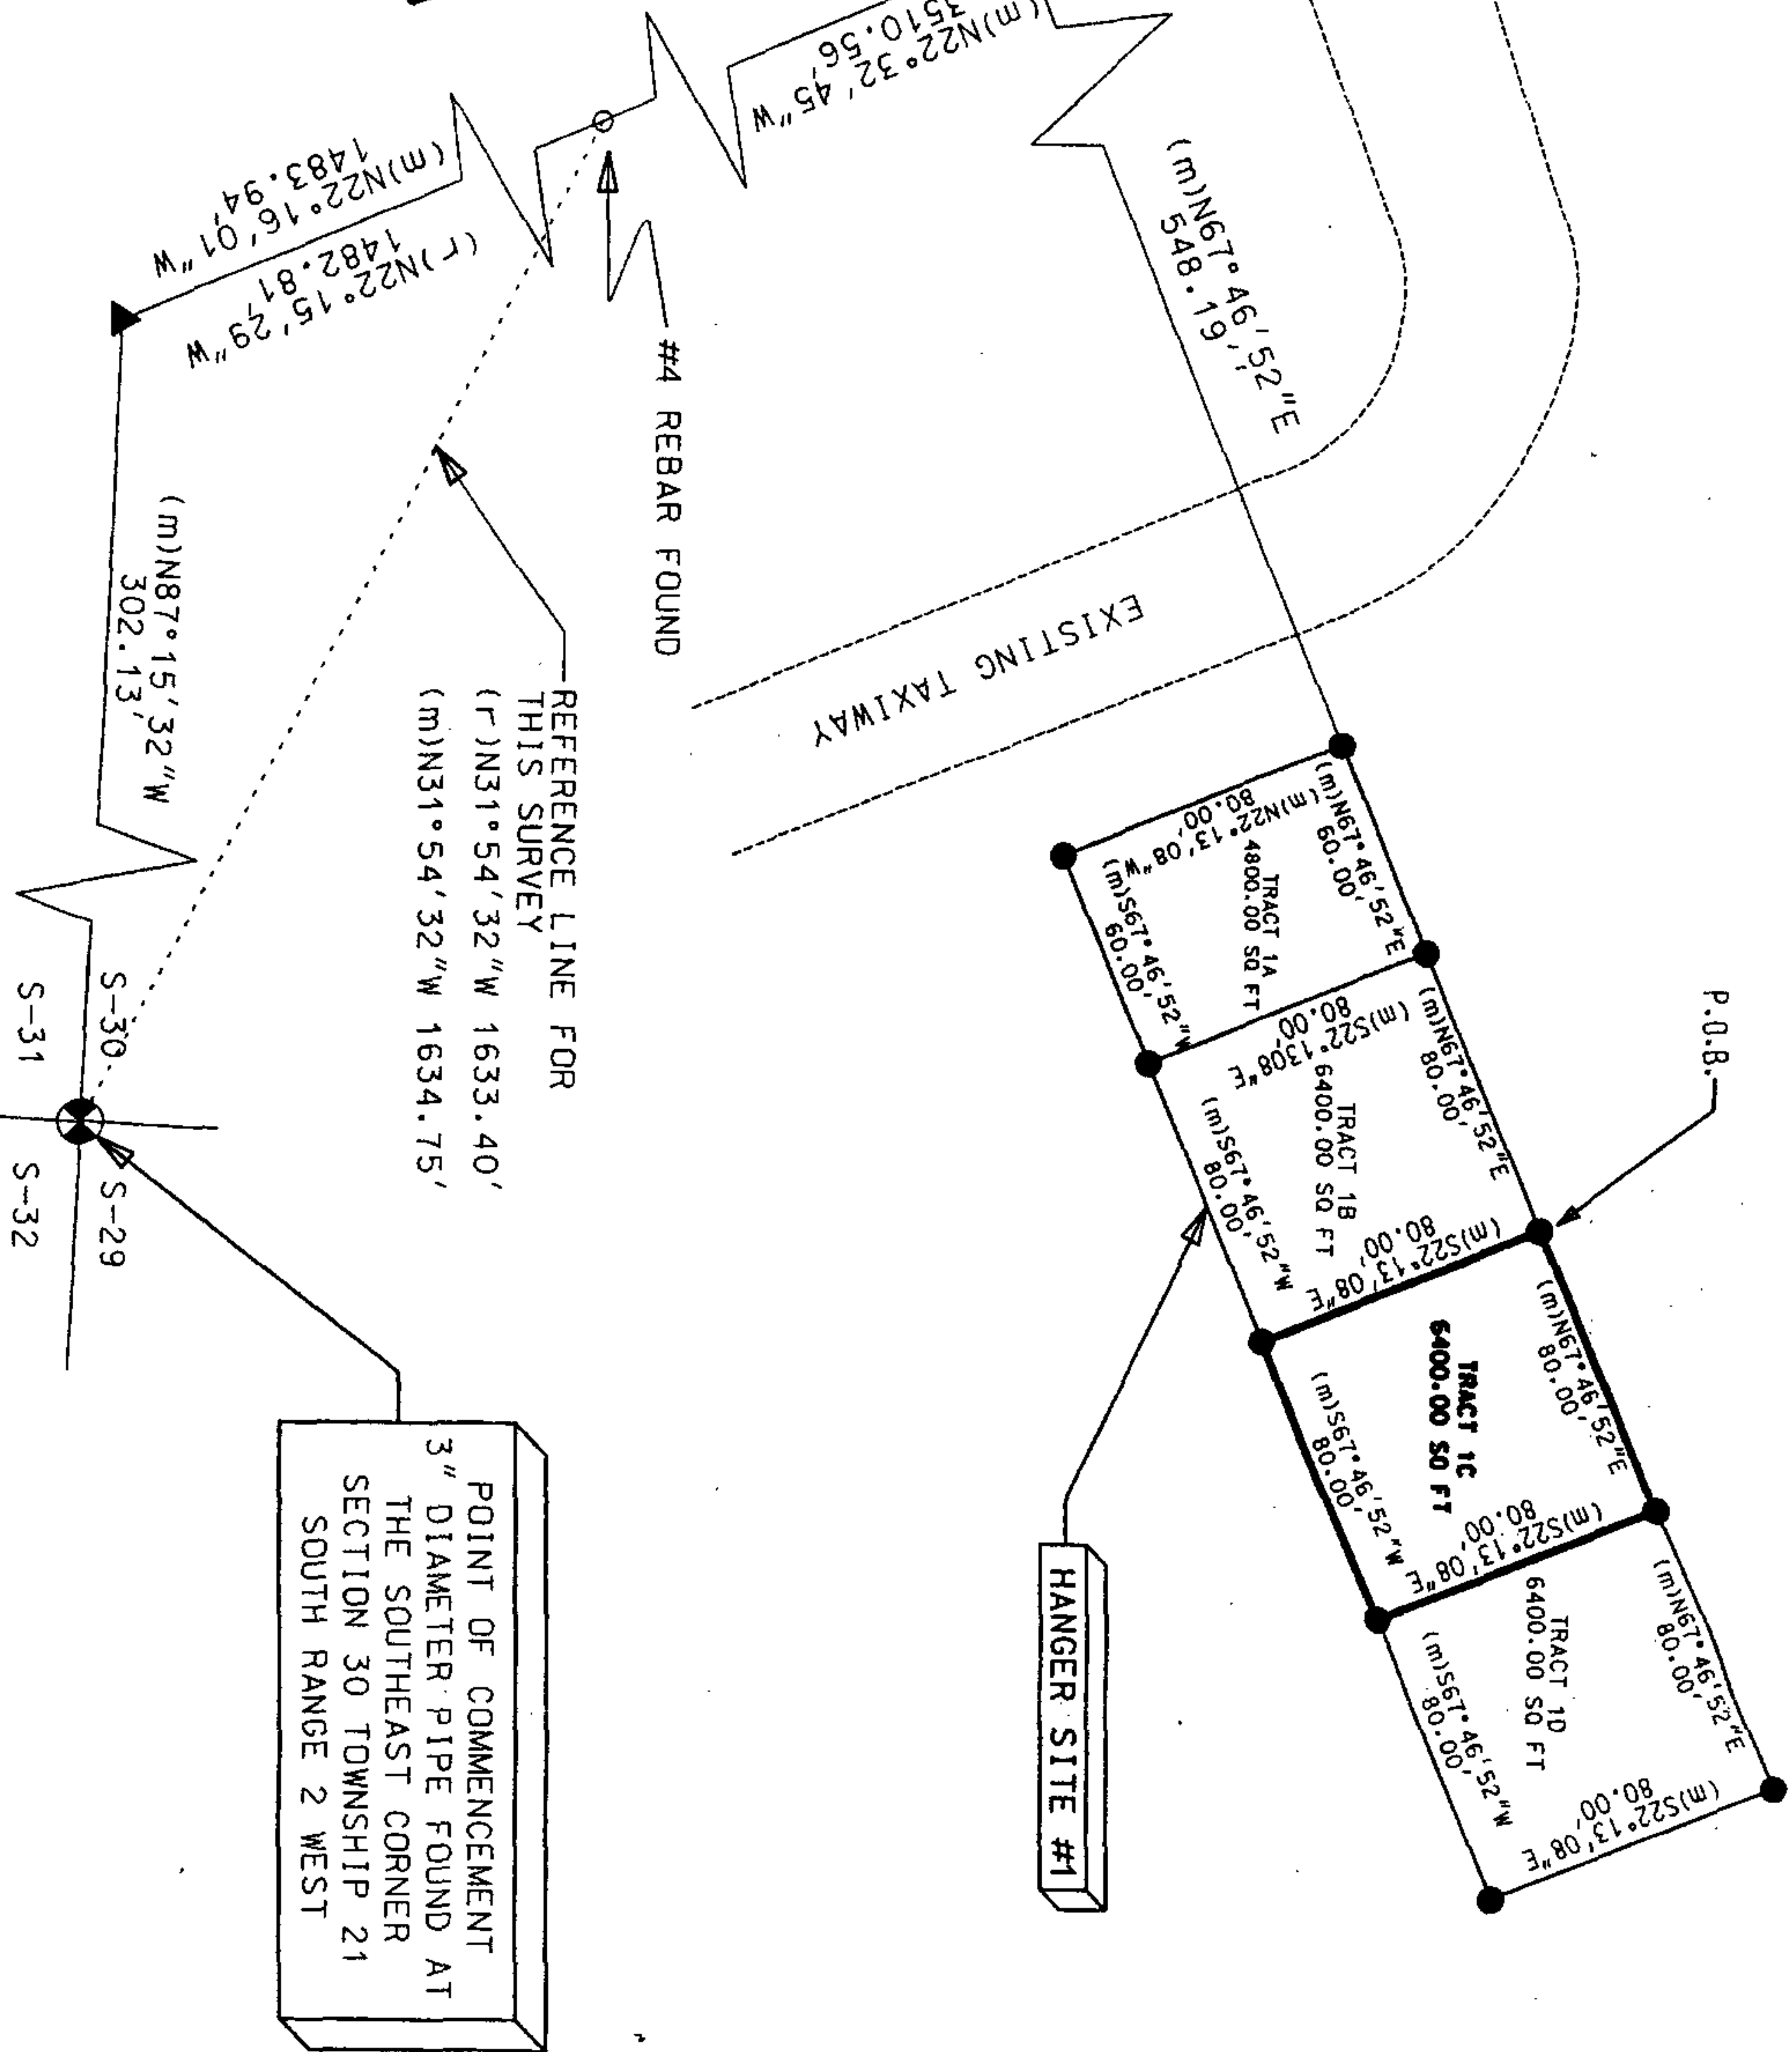 (m)N22°32'45"W
3510.56'
(m)N67°46'52"E
548.19'
(m)N22°16'01"W
1483.94'
(r)N22°15'29"W
1482.81'
#4 REBAR FOUND
EXISTING TAXIWAY
REFERENCE LINE FOR
THIS SURVEY
(r)N31°54'32"W 1633.40'
(m)N31°54'32"W 1634.75'
(m)N87°15'32"W
302.13'
S-30
S-29
S-31
S-32
POINT OF COMMENCEMENT
3" DIAMETER PIPE FOUND AT
THE SOUTHEAST CORNER
SECTION 30 TOWNSHIP 21
SOUTH RANGE 2 WEST
P.O.B.
(m)N67°46'52"E
60.00'
(m)N22°13'08"W
80.00'
TRACT 1A
4800.00 SQ FT
(m)S67°46'52"W
60.00'
(m)N67°46'52"E
80.00'
(m)S22°1308"E
80.00'
TRACT 1B
6400.00 SQ FT
(m)S67°46'52"W
80.00'
(m)S22°13'08"E
80.00'
(m)N67°46'52"E
80.00'
TRACT 1C
6400.00 SQ FT
(m)S67°46'52"W
80.00'
(m)S22°13'08"E
80.00'
(m)N67°46'52"E
80.00'
TRACT 1D
6400.00 SQ FT
(m)S67°46'52"W
80.00'
(m)S22°13'08"E
80.00'
HANGER SITE #1